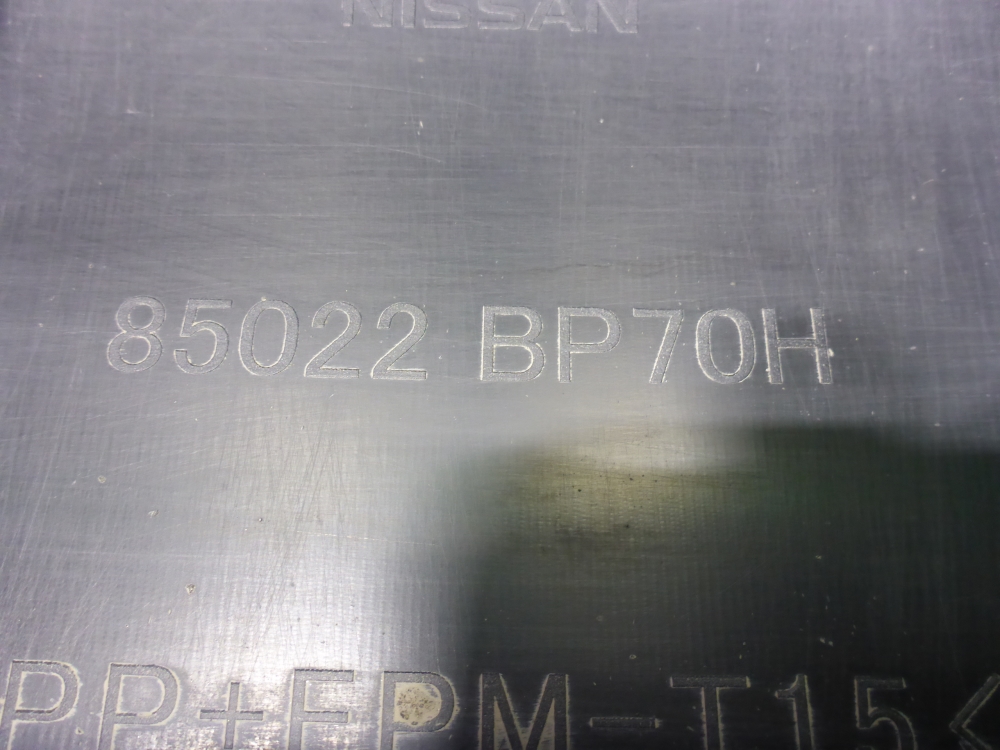 NISSAN
85022 BP70H
PP+EPM-T15<